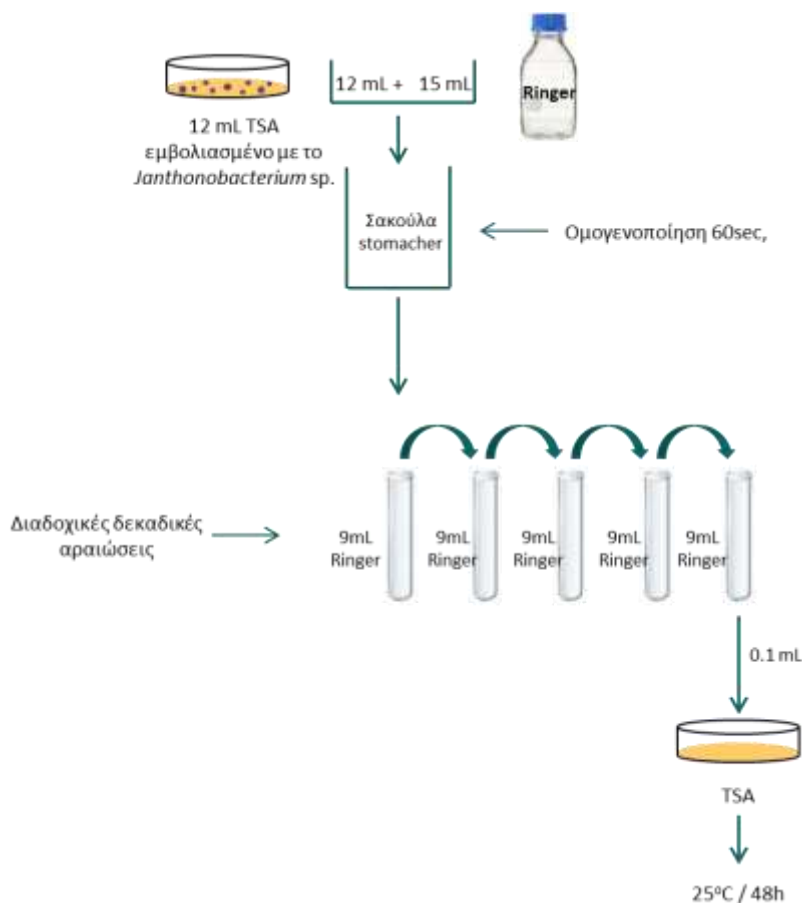 12 mL + 15 mL
Ringer
12 mL TSA
εμβολιασμένο με το
Janthonobacterium sp.
Σακούλα
stomacher
Ομογενοποίηση 60sec,
Διαδοχικές δεκαδικές
αραιώσεις
9mL
Ringer
9mL
Ringer
9mL
Ringer
9mL
Ringer
9mL
Ringer
0.1 mL
TSA
25⁰C / 48h